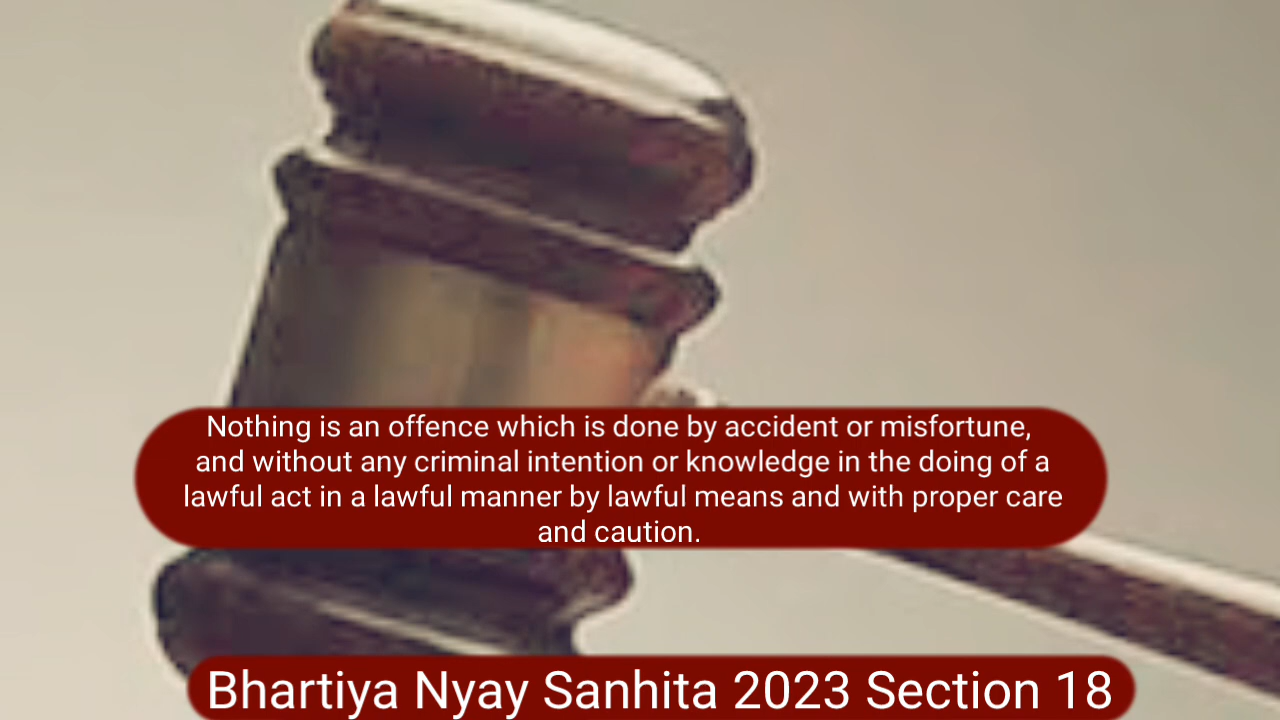 Nothing is an offence which is done by accident or misfortune,
and without any criminal intention or knowledge in the doing of a
lawful act in a lawful manner by lawful means and with proper care
and caution.
Bhartiya Nyay Sanhita 2023 Section 18